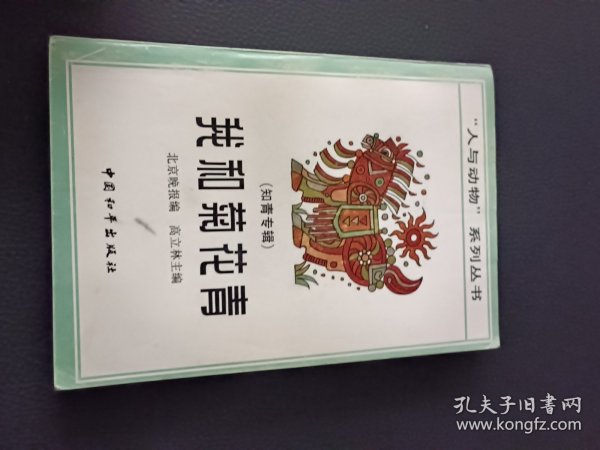 “人与动物”系列丛书
(知青专辑)
我和菊花青
北京晚报编 高立林主编
中国和平出版社
孔夫子旧书网
www.kongfz.com